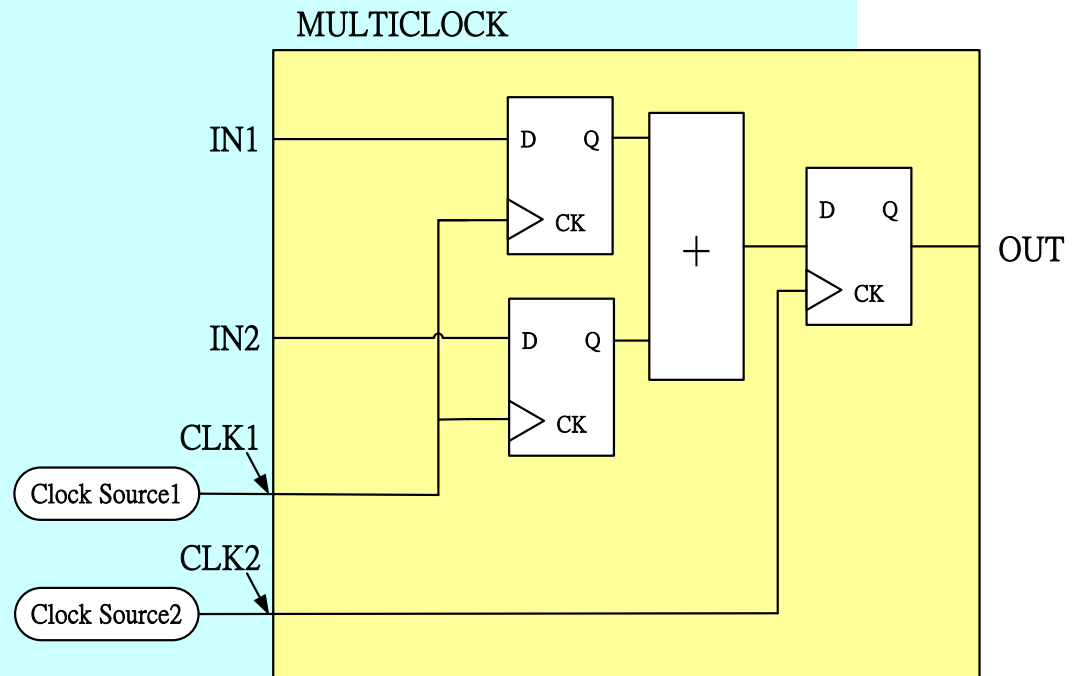 MULTICLOCK
IN1
D Q
CK
+
D Q
CK
OUT
IN2
D Q
CK
CLK1
Clock Source1
CLK2
Clock Source2